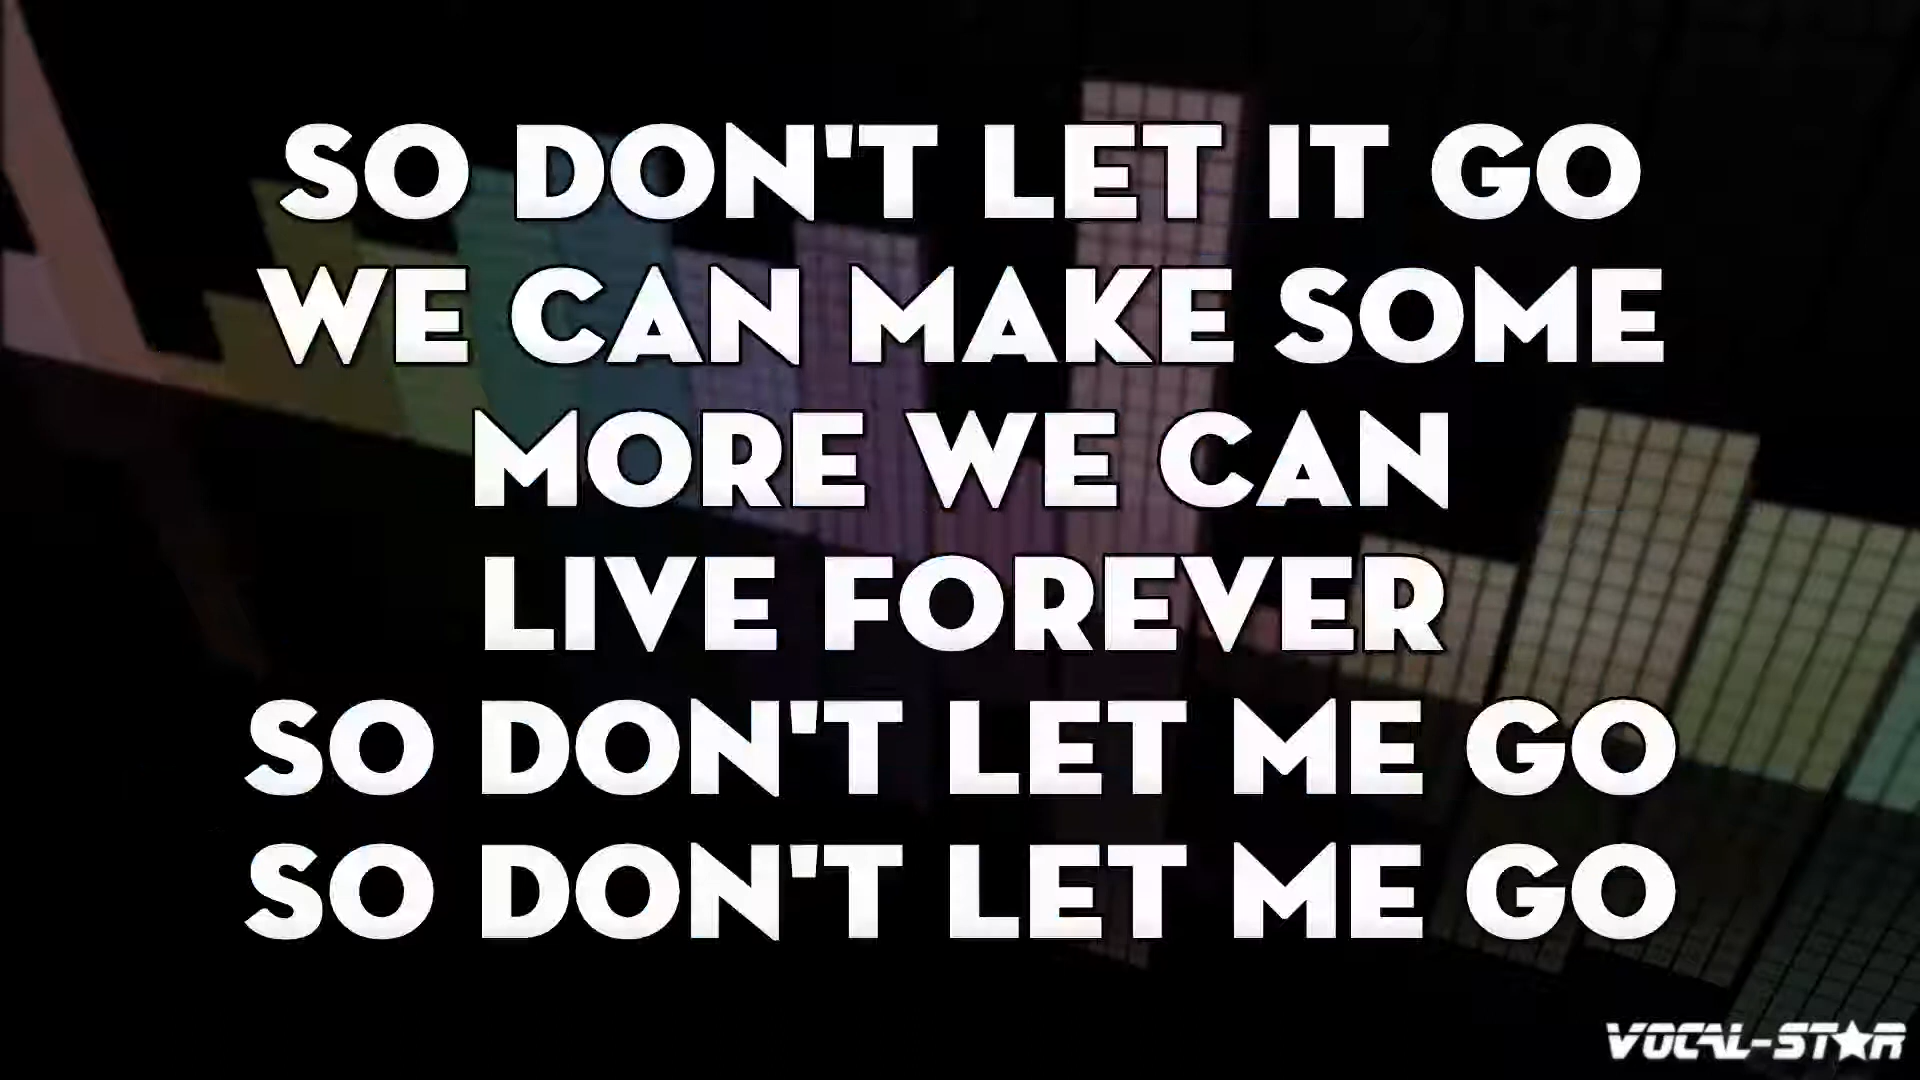 SO DON'T LET IT GO
WE CAN MAKE SOME
MORE WE CAN
LIVE FOREVER
SO DON'T LET ME GO
SO DON'T LET ME GO
VOCAL-STAR